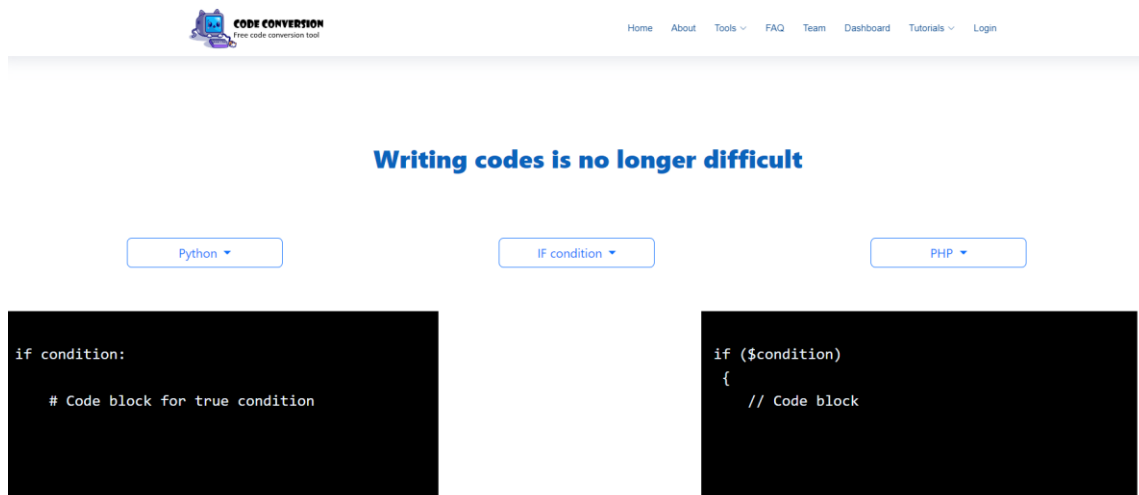 CODE CONVERSION
Free code conversion tool
Home About Tools FAQ Team Dashboard Tutorials Login
Writing codes is no longer difficult
Python IF condition PHP
if condition:
# Code block for true condition
if ($condition)
{
// Code block